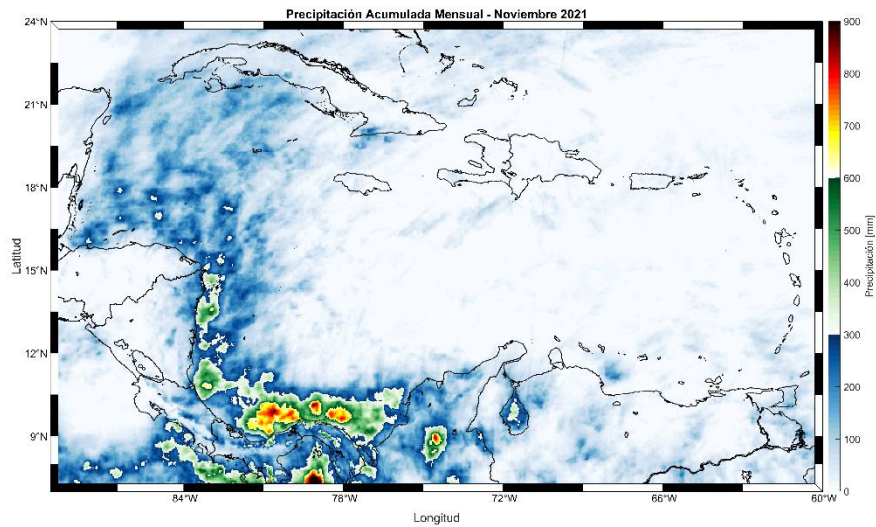 Precipitación Acumulada Mensual - Noviembre 2021
24°N
21°N
18°N
15°N
12°N
9°N
Latitud
84°W
78°W
72°W
66°W
60°W
Longitud
900
800
700
600
500
400
300
200
100
0
Precipitación [mm]